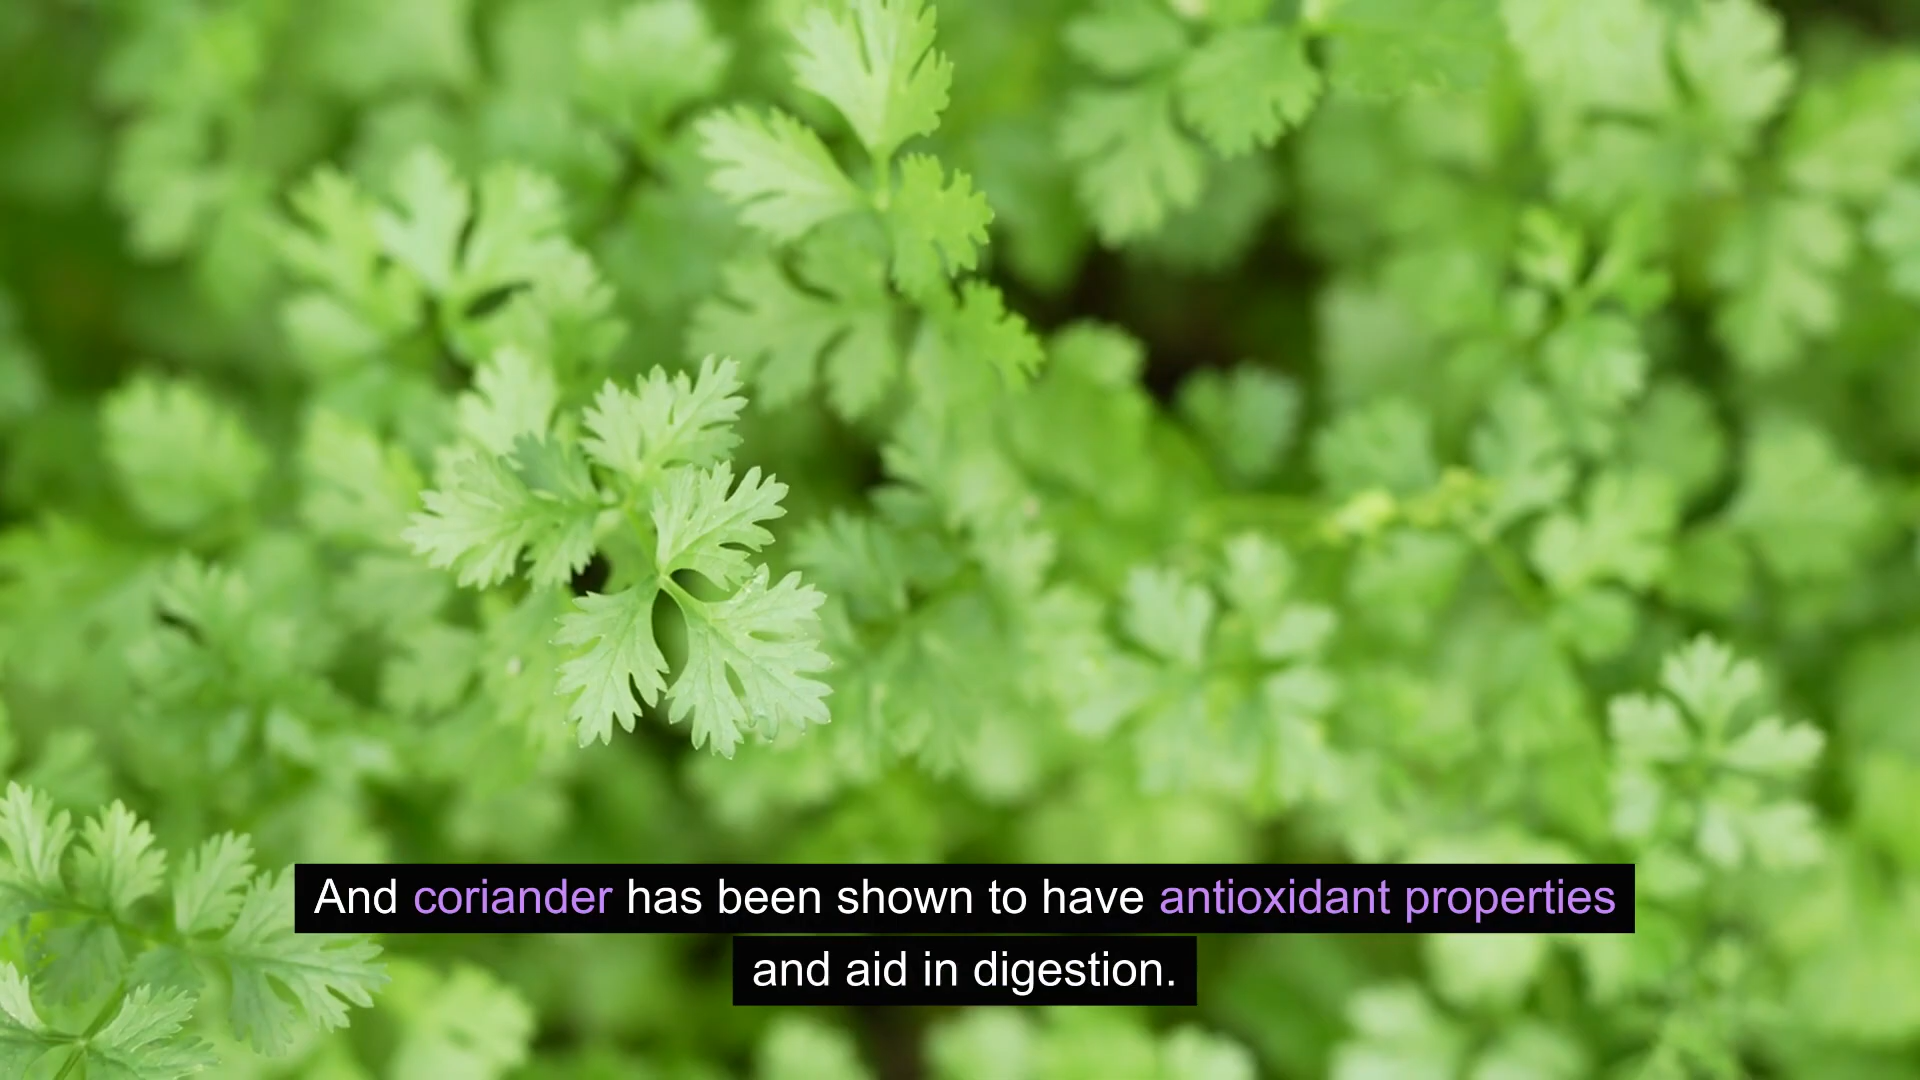 And coriander has been shown to have antioxidant properties
and aid in digestion.